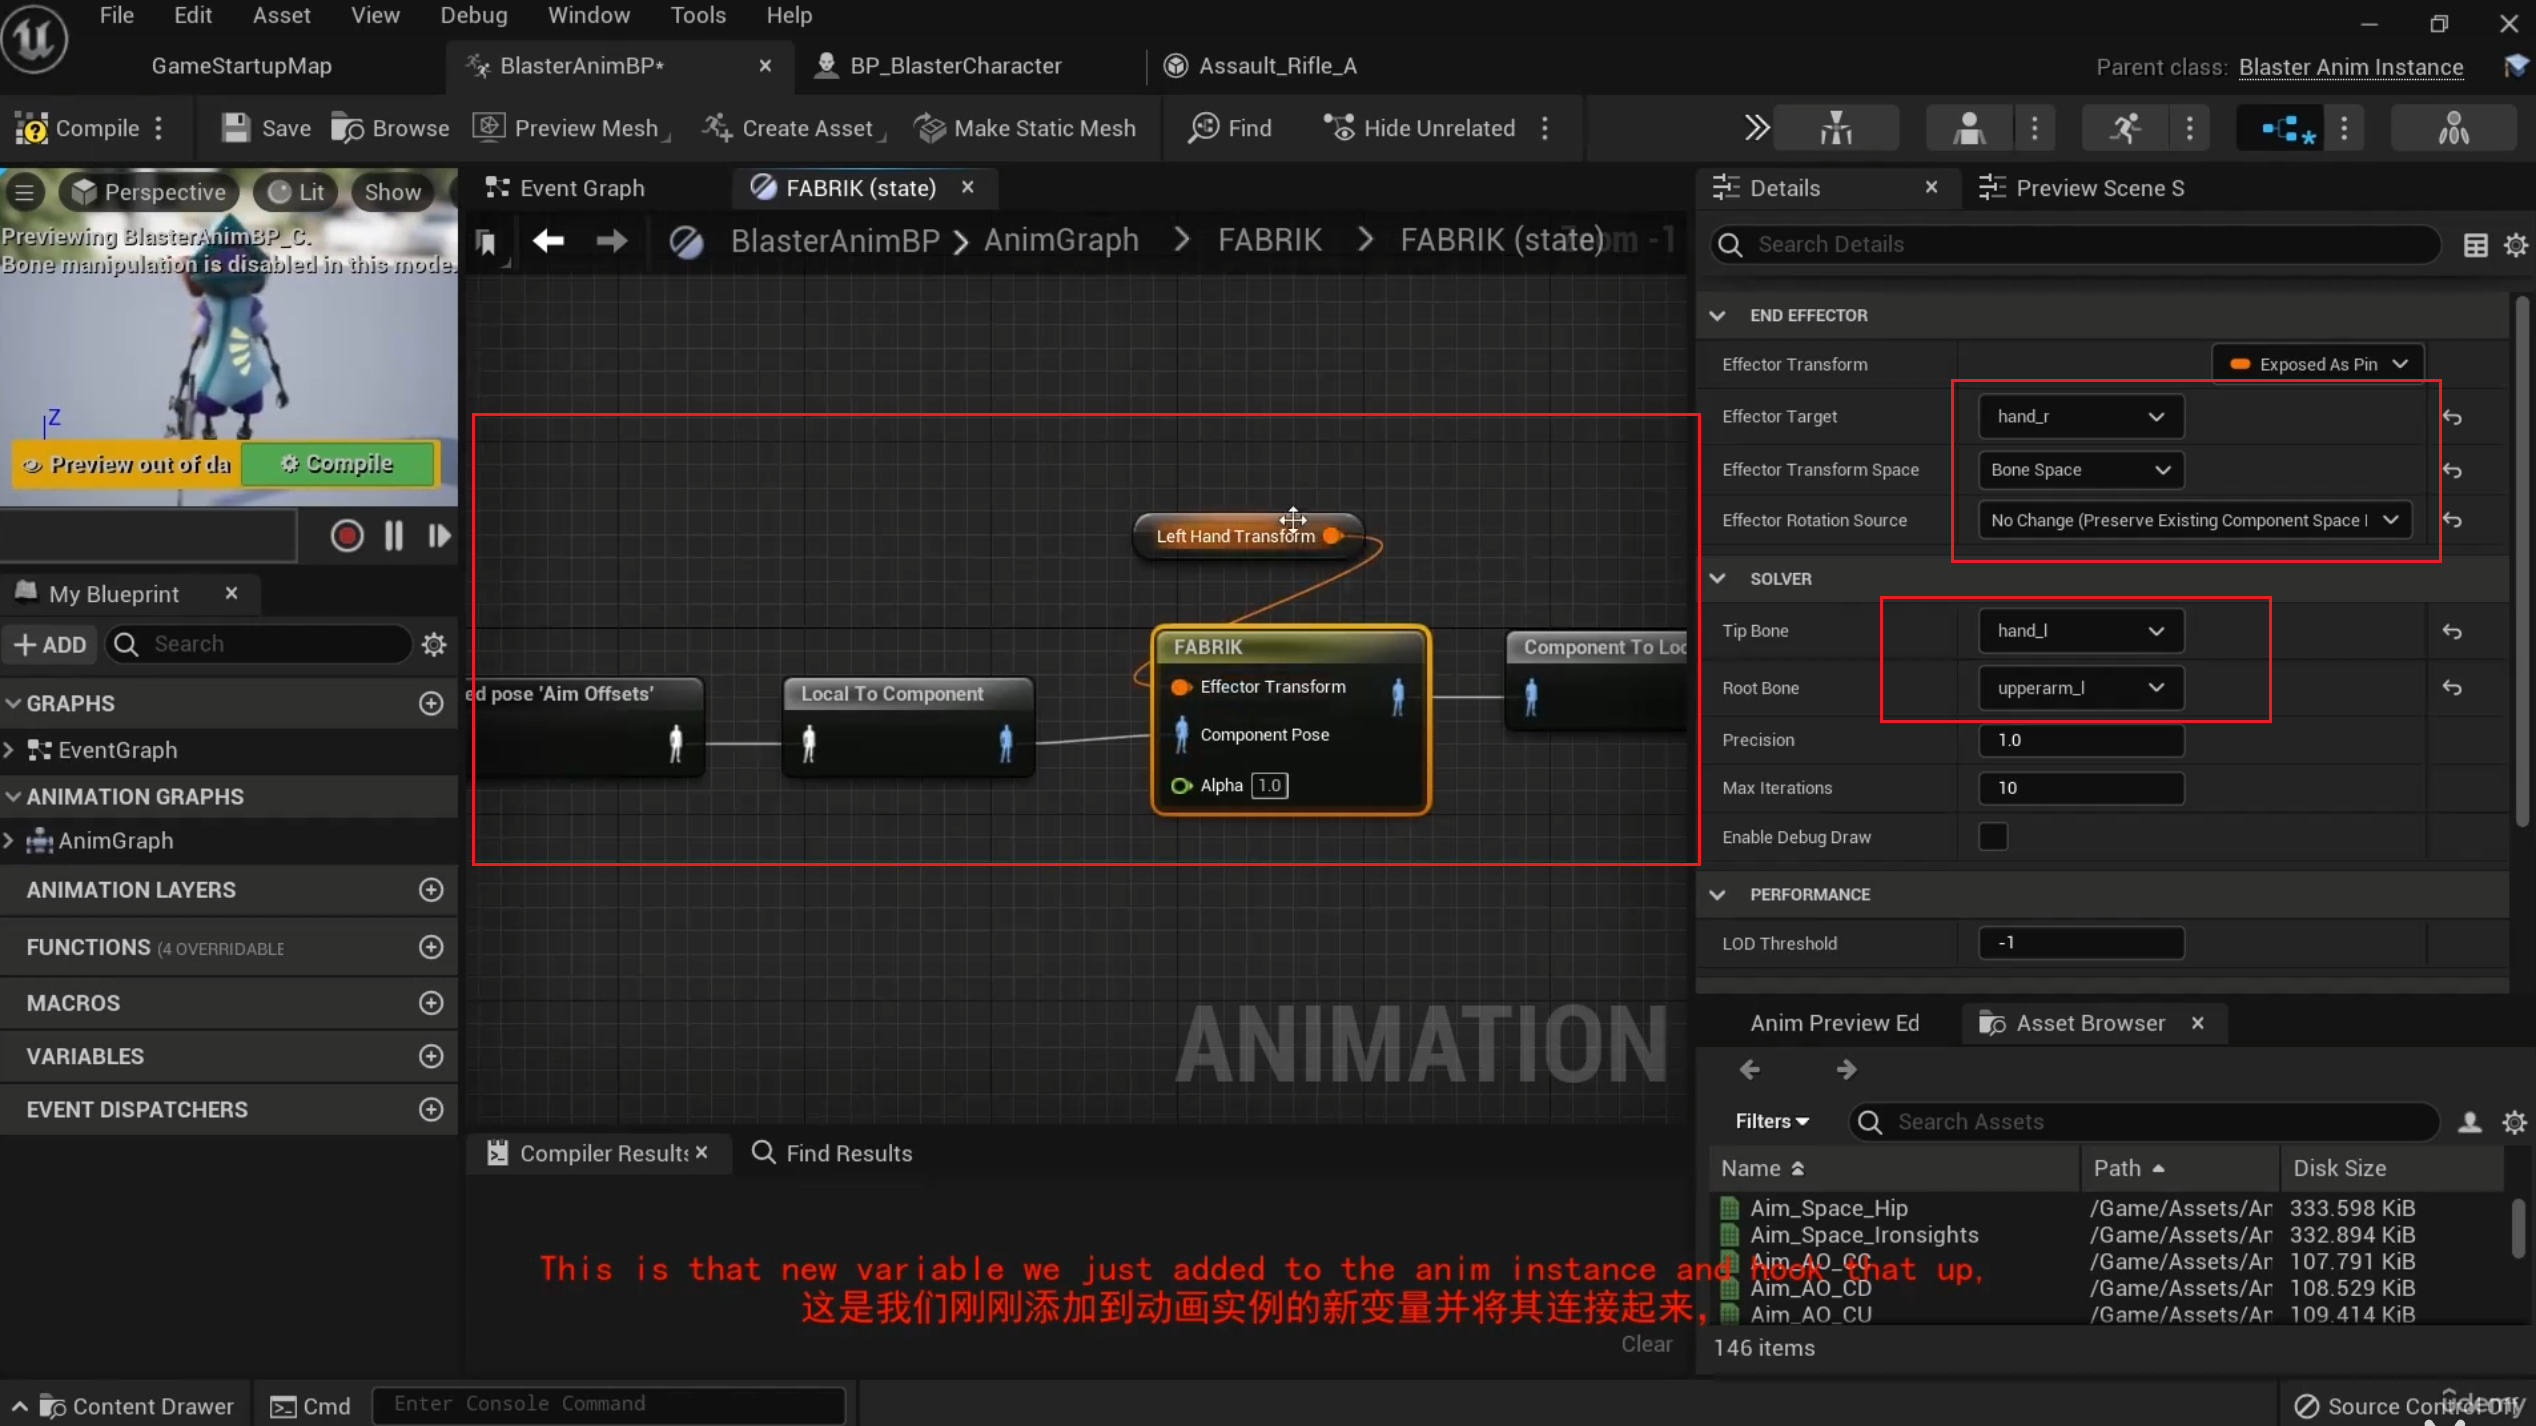 File Edit Asset View Debug Window Tools Help
GameStartupMap BlasterAnimBP* BP_BlasterCharacter Assault_Rifle_A Parent class: Blaster Anim Instance
Compile Save Browse Preview Mesh Create Asset Make Static Mesh Find Hide Unrelated
Perspective Lit Show
Previewing BlasterAnimBP_C.
Bone manipulation is disabled in this mode.
Z
Preview out of da Compile
My Blueprint
ADD Search
GRAPHS
EventGraph
ANIMATION GRAPHS
AnimGraph
ANIMATION LAYERS
FUNCTIONS (4 OVERRIDABLE
MACROS
VARIABLES
EVENT DISPATCHERS
Event Graph FABRIK (state)
BlasterAnimBP > AnimGraph > FABRIK > FABRIK (state) -1
Left Hand Transform
ed pose 'Aim Offsets'
Local To Component
FABRIK
Effector Transform
Component Pose
Alpha 1.0
Component To Loc
ANIMATION
Compiler Results Find Results
Clear
Details Preview Scene S
Search Details
END EFFECTOR
Effector Transform Exposed As Pin
Effector Target hand_r
Effector Transform Space Bone Space
Effector Rotation Source No Change (Preserve Existing Component Space
SOLVER
Tip Bone hand_l
Root Bone upperarm_l
Precision 1.0
Max Iterations 10
Enable Debug Draw
PERFORMANCE
LOD Threshold -1
Anim Preview Ed Asset Browser
Filters Search Assets
Name Path Disk Size
Aim_Space_Hip /Game/Assets/An 333.598 KiB
Aim_Space_Ironsights /Game/Assets/An 332.894 KiB
Aim_AO_CC /Game/Assets/An 107.791 KiB
Aim_AO_CD /Game/Assets/An 108.529 KiB
Aim_AO_CU /Game/Assets/An 109.414 KiB
146 items
This is that new variable we just added to the anim instance and hook that up,
这是我们刚刚添加到动画实例的新变量并将其连接起来，
Content Drawer Cmd Enter Console Command Source Control Off
udemy